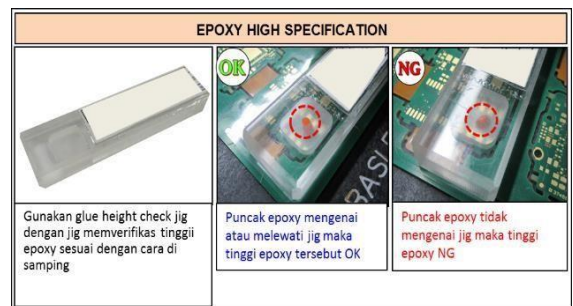 EPOXY HIGH SPECIFICATION
OK
NG
BASLE
Gunakan glue height check jig
dengan jig memverifikas tinggii
epoxy sesuai dengan cara di
samping
Puncak epoxy mengenai
atau melewati jig maka
tinggi epoxy tersebut OK
Puncak epoxy tidak
mengenai jig maka tinggi
epoxy NG